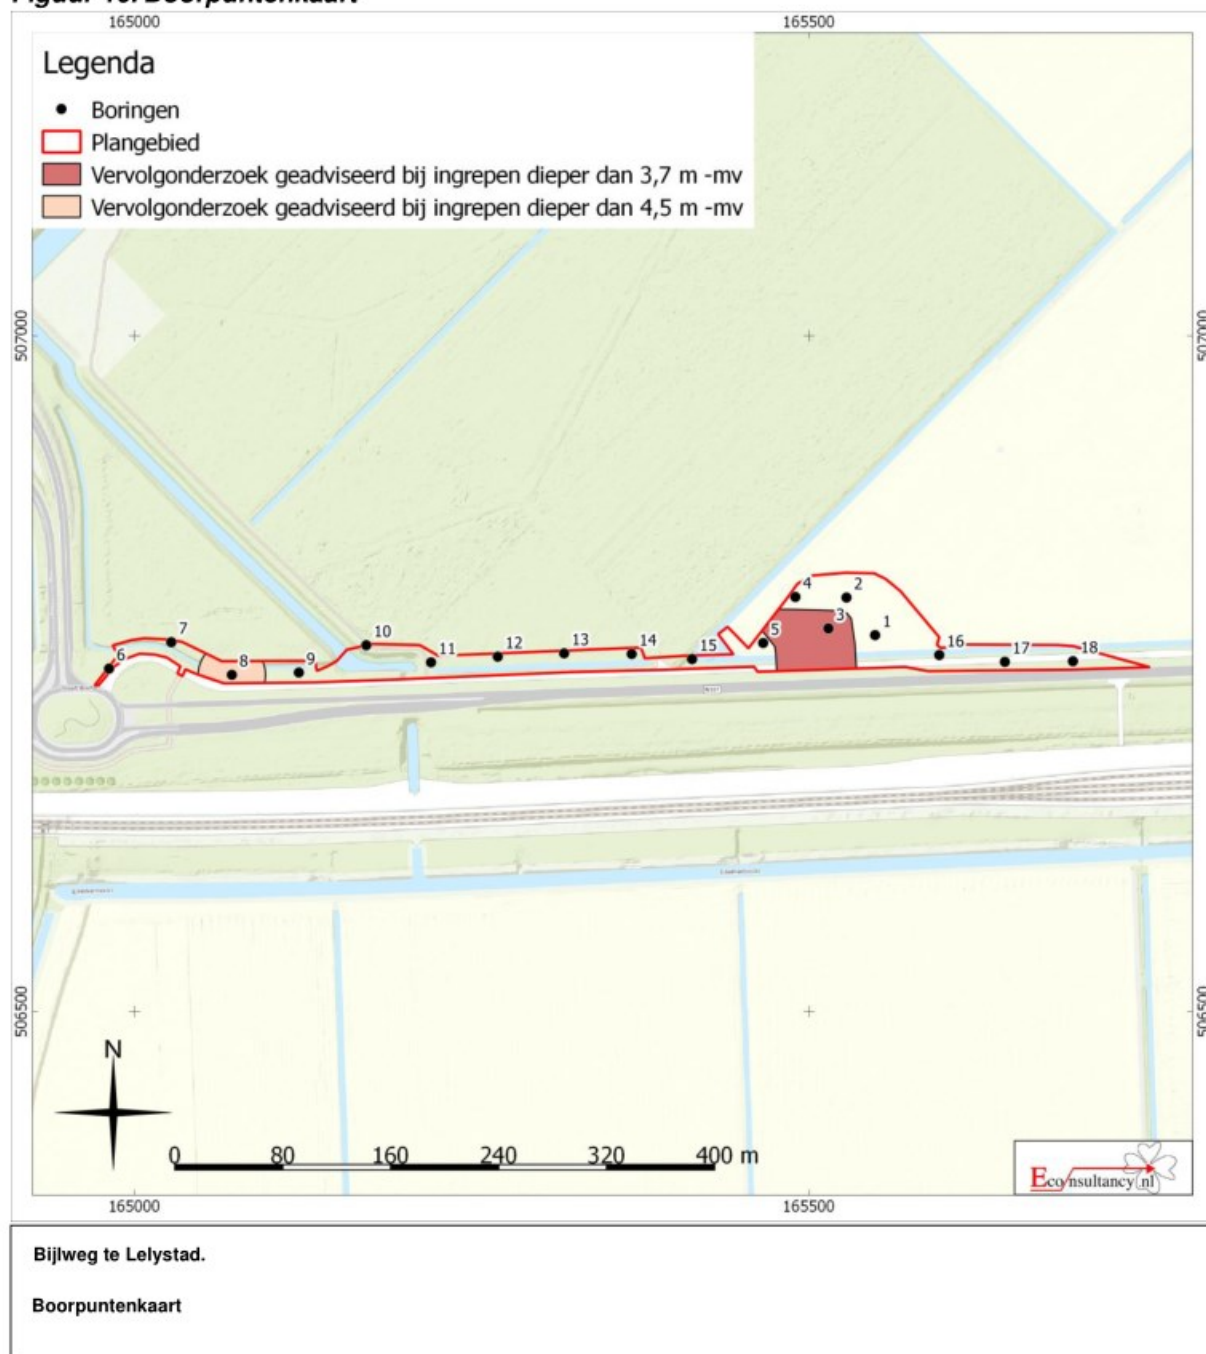 Figuur 10. Boorpuntenkaart
165000 165500
Legenda
Boringen
Plangebied
Vervolgonderzoek geadviseerd bij ingrepen dieper dan 3,7 m -mv
Vervolgonderzoek geadviseerd bij ingrepen dieper dan 4,5 m -mv
507000 507000
4 2
3 1
5
7
6 8 9 10 11 12 13 14 15 16 17 18
506500 506500
N
0 80 160 240 320 400 m
Econsultancy.nl
165000 165500
Bijlweg te Lelystad.
Boorpuntenkaart